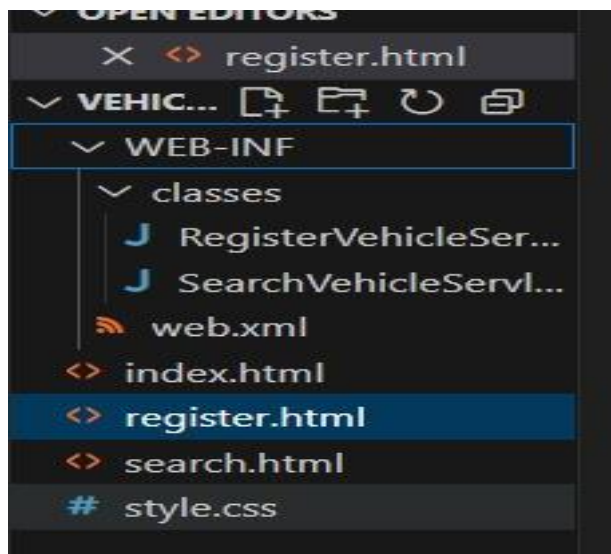 OPEN EDITORS
register.html
VEHIC...
WEB-INF
classes
RegisterVehicleSer...
SearchVehicleServl...
web.xml
index.html
register.html
search.html
# style.css